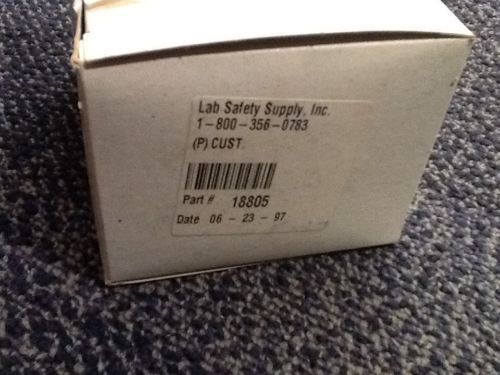 Lab Safety Supply, Inc.
1-800-356-0783
(P) CUST.
Part # 18805
Date 06 - 23 - 97